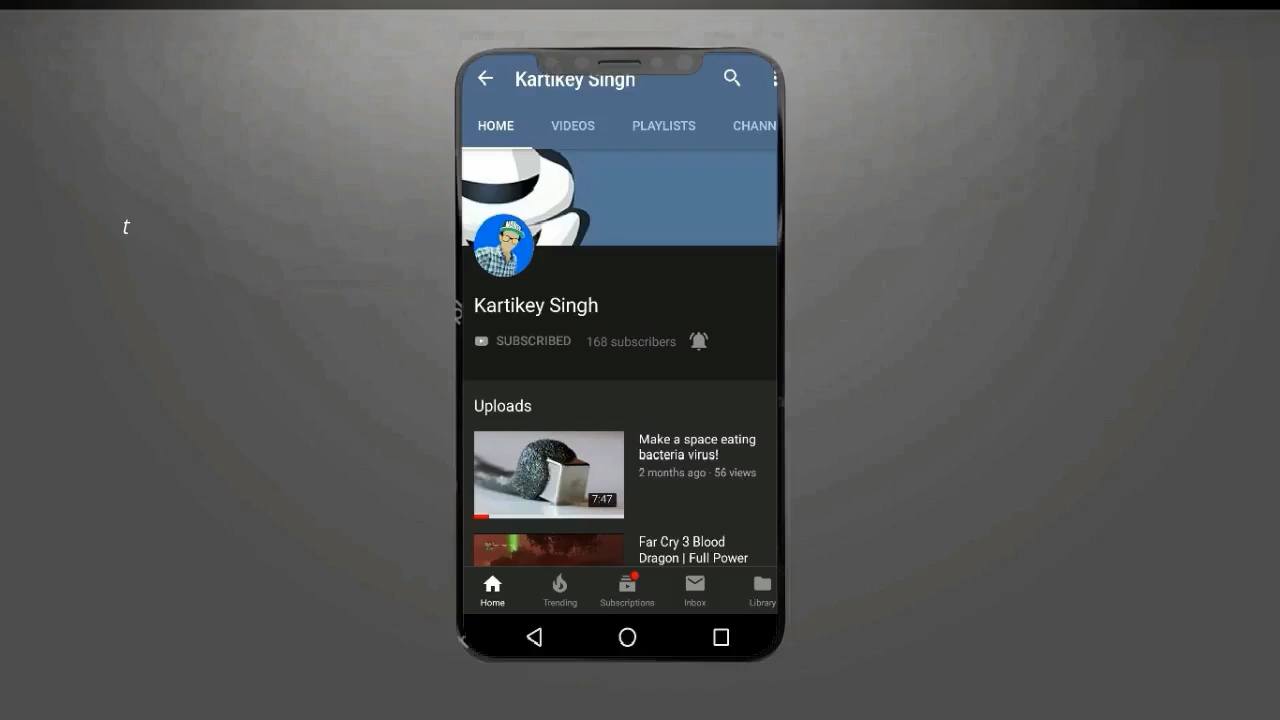 Kartikey Singh
HOME VIDEOS PLAYLISTS CHANN
t
Kartikey Singh
SUBSCRIBED 168 subscribers
Uploads
Make a space eating
bacteria virus!
2 months ago · 56 views
7:47
Far Cry 3 Blood
Dragon | Full Power
Home Trending Subscriptions Inbox Library